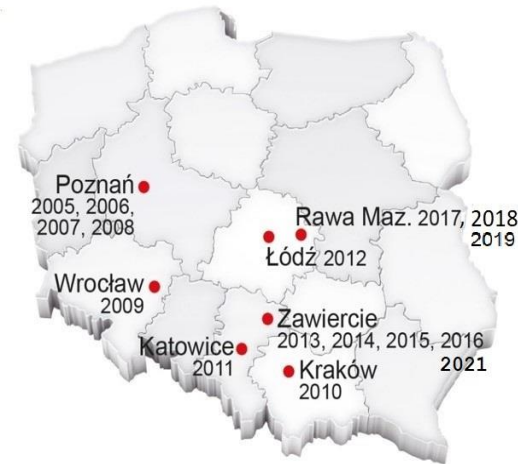 Poznań
2005, 2006,
2007, 2008
Rawa Maz. 2017, 2018
2019
Łódź 2012
Wrocław
2009
Zawiercie
2013, 2014, 2015, 2016
2021
Katowice
2011
Kraków
2010